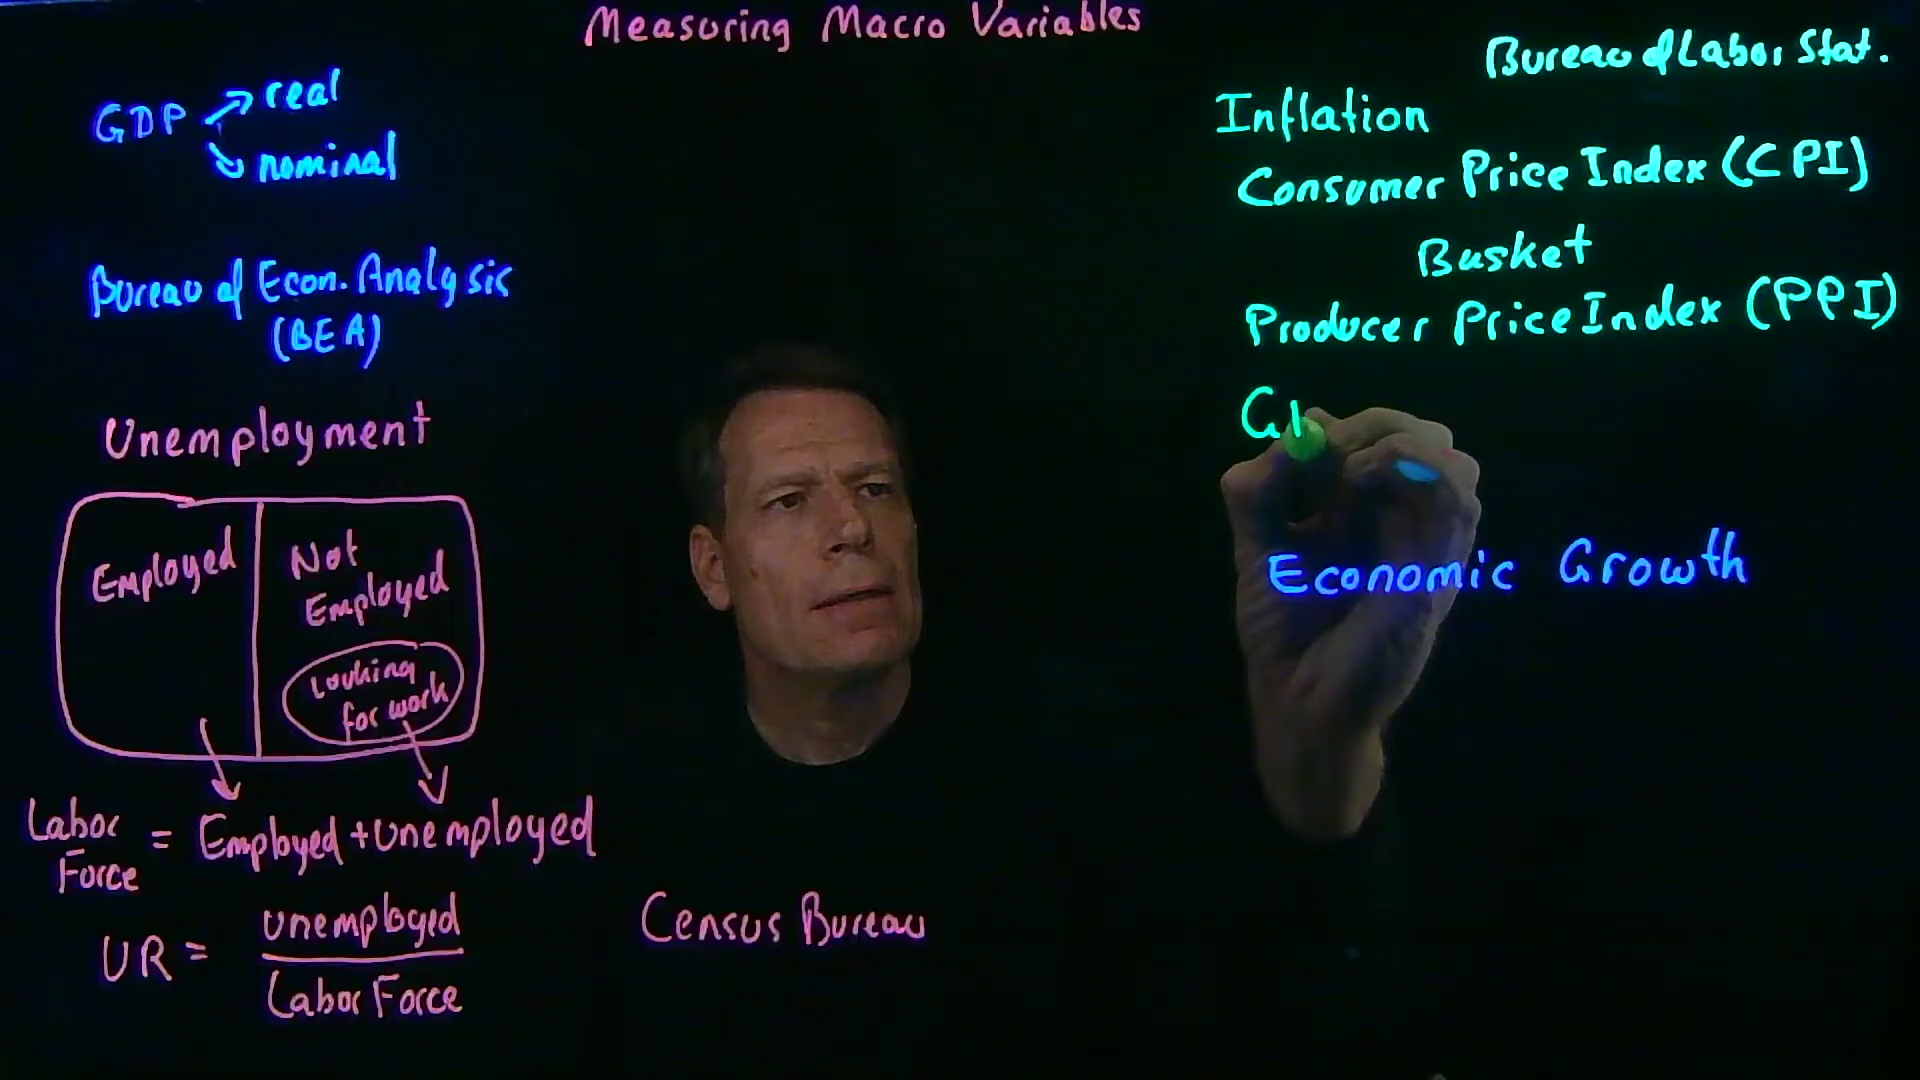 Measuring Macro Variables
GDP
real
nominal
Bureau of Econ. Analysis
(BEA)
Unemployment
Employed
Not
Employed
Looking
for work
Labor
Force
= Employed + Unemployed
UR = unemployed
Labor Force
Census Bureau
Bureau of Labor Stat.
Inflation
Consumer Price Index (CPI)
Basket
Producer Price Index (PPI)
Economic Growth